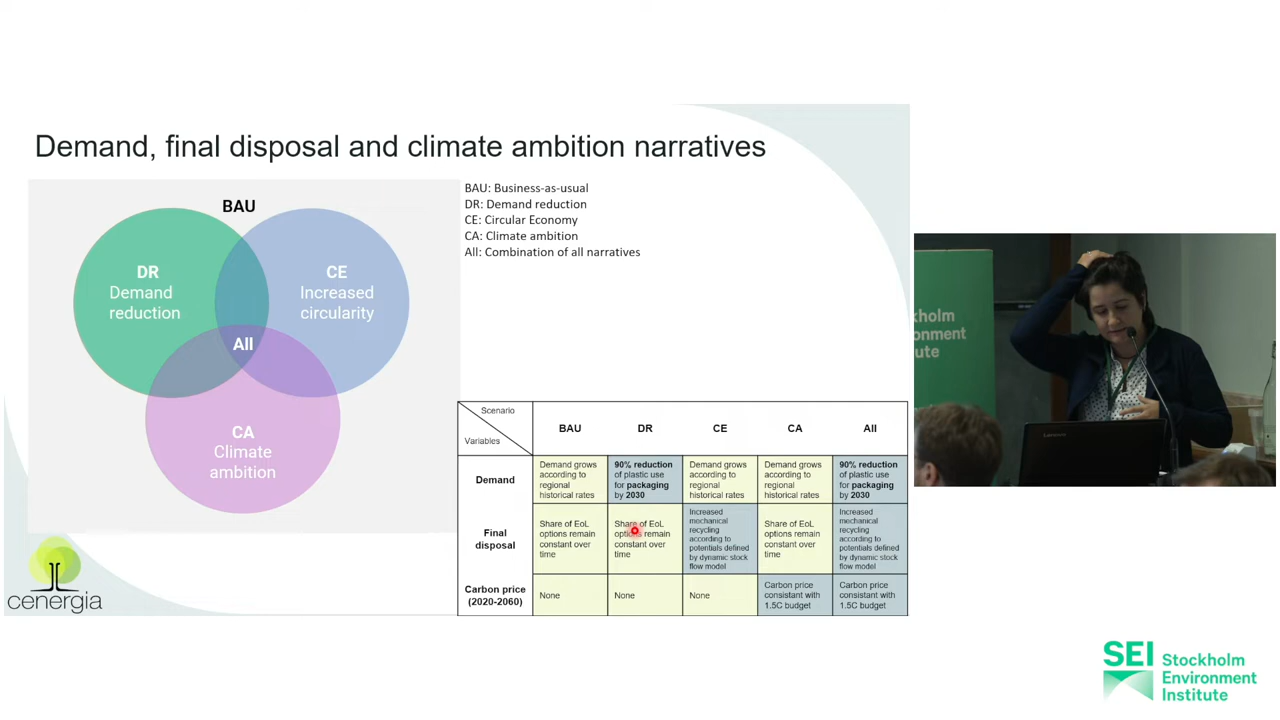 Demand, final disposal and climate ambition narratives
BAU
DR
Demand
reduction
CE
Increased
circularity
All
CA
Climate
ambition
BAU: Business-as-usual
DR: Demand reduction
CE: Circular Economy
CA: Climate ambition
All: Combination of all narratives
Scenario
Variables
BAU
DR
CE
CA
All
Demand
Demand grows
according to
regional
historical rates
90% reduction
of plastic use
for packaging
by 2030
Demand grows
according to
regional
historical rates
Demand grows
according to
regional
historical rates
90% reduction
of plastic use
for packaging
by 2030
Final
disposal
Share of EoL
options remain
constant over
time
Share of EoL
options remain
constant over
time
Increased
mechanical
recycling
according to
potentials defined
by dynamic stock
flow model
Share of EoL
options remain
constant over
time
Increased
mechanical
recycling
according to
potentials defined
by dynamic stock
flow model
Carbon price
(2020-2060)
None
None
None
Carbon price
consistant with
1.5C budget
Carbon price
consistant with
1.5C budget
cenergia
ckholm
ironment
tute
Lenovo
SEI
Stockholm
Environment
Institute